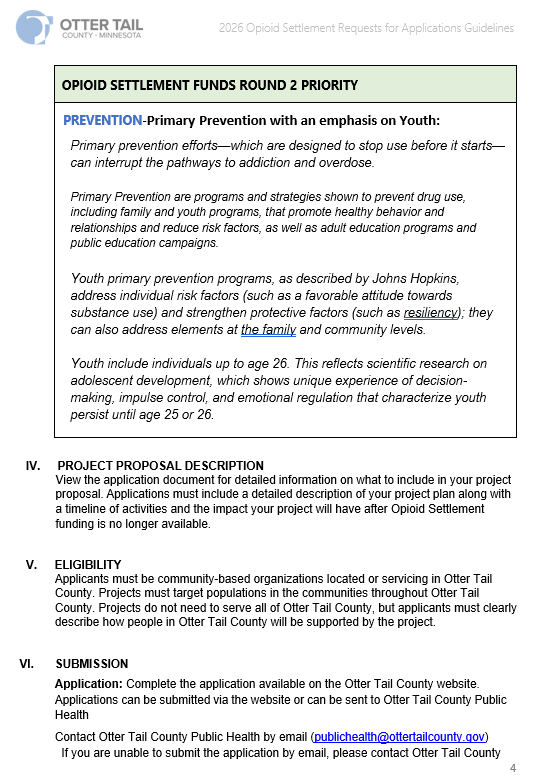 OTTER TAIL
COUNTY - MINNESOTA
2026 Opioid Settlement Requests for Applications Guidelines
OPIOID SETTLEMENT FUNDS ROUND 2 PRIORITY
PREVENTION-Primary Prevention with an emphasis on Youth:
Primary prevention efforts—which are designed to stop use before it starts—
can interrupt the pathways to addiction and overdose.
Primary Prevention are programs and strategies shown to prevent drug use,
including family and youth programs, that promote healthy behavior and
relationships and reduce risk factors, as well as adult education programs and
public education campaigns.
Youth primary prevention programs, as described by Johns Hopkins,
address individual risk factors (such as a favorable attitude towards
substance use) and strengthen protective factors (such as resiliency); they
can also address elements at the family and community levels.
Youth include individuals up to age 26. This reflects scientific research on
adolescent development, which shows unique experience of decision-
making, impulse control, and emotional regulation that characterize youth
persist until age 25 or 26.
IV. PROJECT PROPOSAL DESCRIPTION
View the application document for detailed information on what to include in your project
proposal. Applications must include a detailed description of your project plan along with
a timeline of activities and the impact your project will have after Opioid Settlement
funding is no longer available.
V. ELIGIBILITY
Applicants must be community-based organizations located or servicing in Otter Tail
County. Projects must target populations in the communities throughout Otter Tail
County. Projects do not need to serve all of Otter Tail County, but applicants must clearly
describe how people in Otter Tail County will be supported by the project.
VI. SUBMISSION
Application: Complete the application available on the Otter Tail County website.
Applications can be submitted via the website or can be sent to Otter Tail County Public
Health
Contact Otter Tail County Public Health by email (publichealth@ottertailcounty.gov)
If you are unable to submit the application by email, please contact Otter Tail County
4